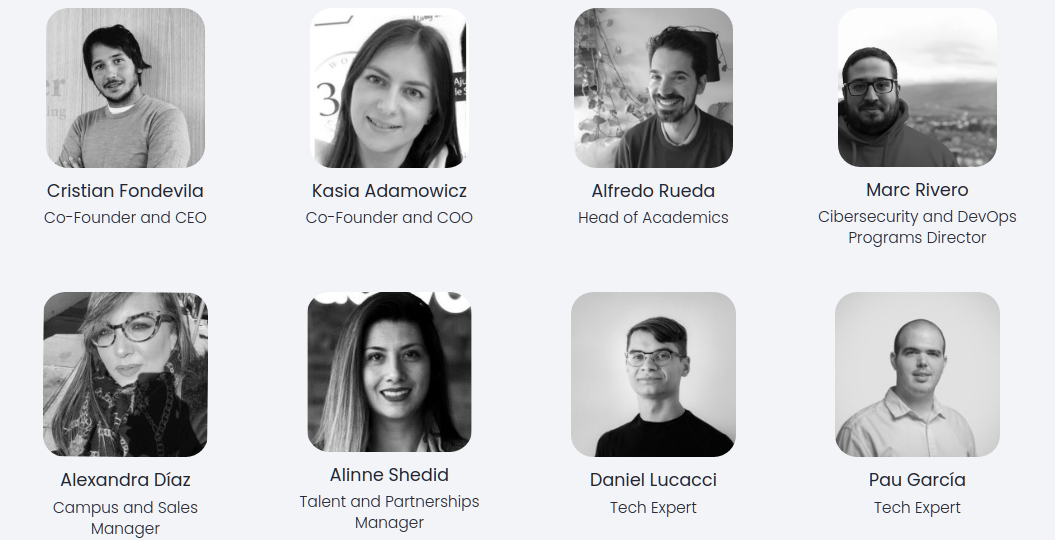 Cristian Fondevila
Co-Founder and CEO
Kasia Adamowicz
Co-Founder and COO
Alfredo Rueda
Head of Academics
Marc Rivero
Cibersecurity and DevOps
Programs Director
Alexandra Díaz
Campus and Sales
Manager
Alinne Shedid
Talent and Partnerships
Manager
Daniel Lucacci
Tech Expert
Pau García
Tech Expert